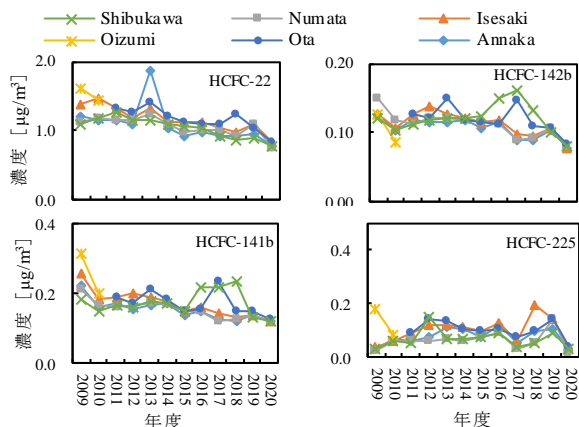 Shibukawa Numata Isesaki
Oizumi Ota Annaka
濃度［μg/m³］
2.0
1.0
0.0
HCFC-22
0.20
0.10
0.00
HCFC-142b
濃度［μg/m³］
0.4
0.2
0.0
HCFC-141b
2009 2010 2011 2012 2013 2014 2015 2016 2017 2018 2019 2020
年度
0.4
0.2
0.0
HCFC-225
2009 2010 2011 2012 2013 2014 2015 2016 2017 2018 2019 2020
年度